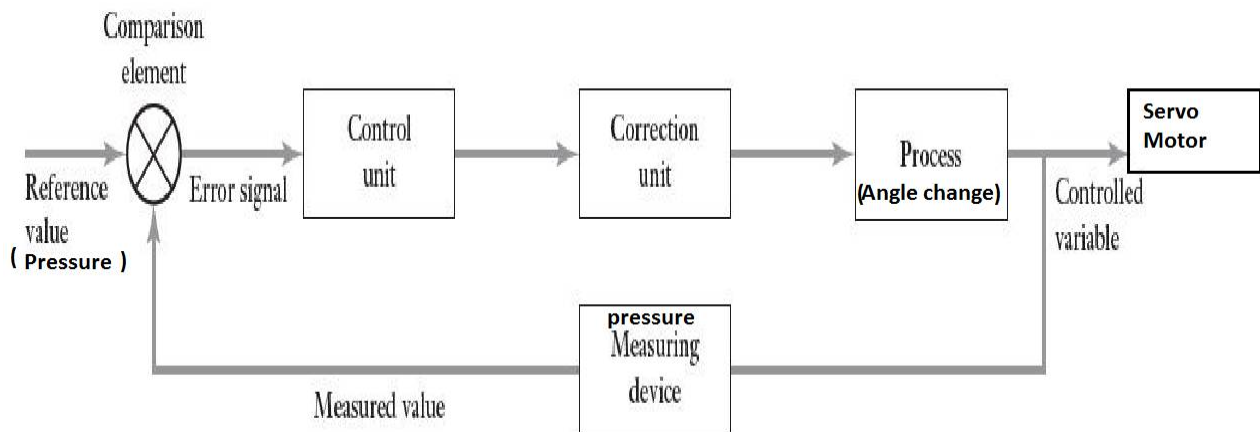 Comparison
element
Reference
value
( Pressure )
Error signal
Control
unit
Correction
unit
Process
(Angle change)
Servo
Motor
Controlled
variable
pressure
Measuring
device
Measured value